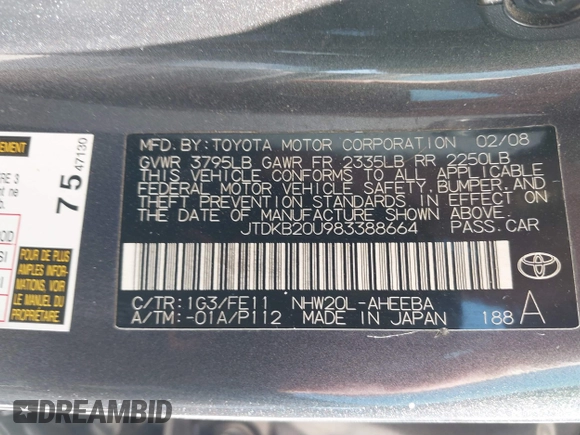 MFD. BY: TOYOTA MOTOR CORPORATION 02/08
GVWR 3795LB GAWR FR 2335LB RR 2250LB
THIS VEHICLE CONFORMS TO ALL APPLICABLE
FEDERAL MOTOR VEHICLE SAFETY, BUMPER, AND
THEFT PREVENTION STANDARDS IN EFFECT ON
THE DATE OF MANUFACTURE SHOWN ABOVE.
JTDKB20U983388664 PASS. CAR
C/TR: 1G3/FE11 NHW20L-AHEEBA
A/TM: -01A/P112 MADE IN JAPAN 188 A
TOYOTA
75 47130
POUR DE PLUS
AMPLES INFOR-
MATIONS, VOIR
LE MANUEL DU
PROPRIÉTAIRE.
DREAMBID